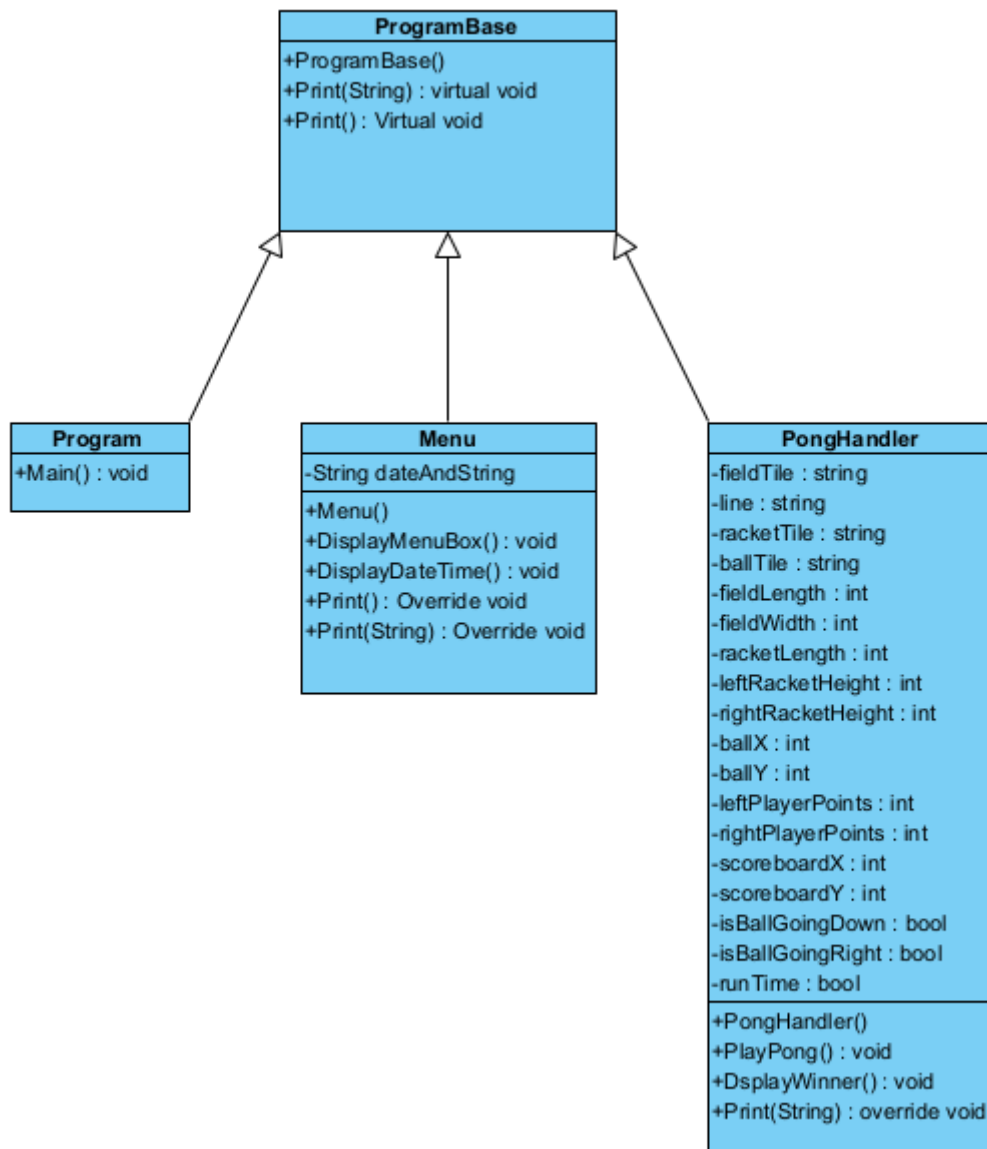 ProgramBase
+ProgramBase()
+Print(String) : virtual void
+Print() : Virtual void
Program
+Main() : void
Menu
-String dateAndString
+Menu()
+DisplayMenuBox() : void
+DisplayDateTime() : void
+Print() : Override void
+Print(String) : Override void
PongHandler
-fieldTile : string
-line : string
-racketTile : string
-ballTile : string
-fieldLength : int
-fieldWidth : int
-racketLength : int
-leftRacketHeight : int
-rightRacketHeight : int
-ballX : int
-ballY : int
-leftPlayerPoints : int
-rightPlayerPoints : int
-scoreboardX : int
-scoreboardY : int
-isBallGoingDown : bool
-isBallGoingRight : bool
-runTime : bool
+PongHandler()
+PlayPong() : void
+DsplayWinner() : void
+Print(String) : override void